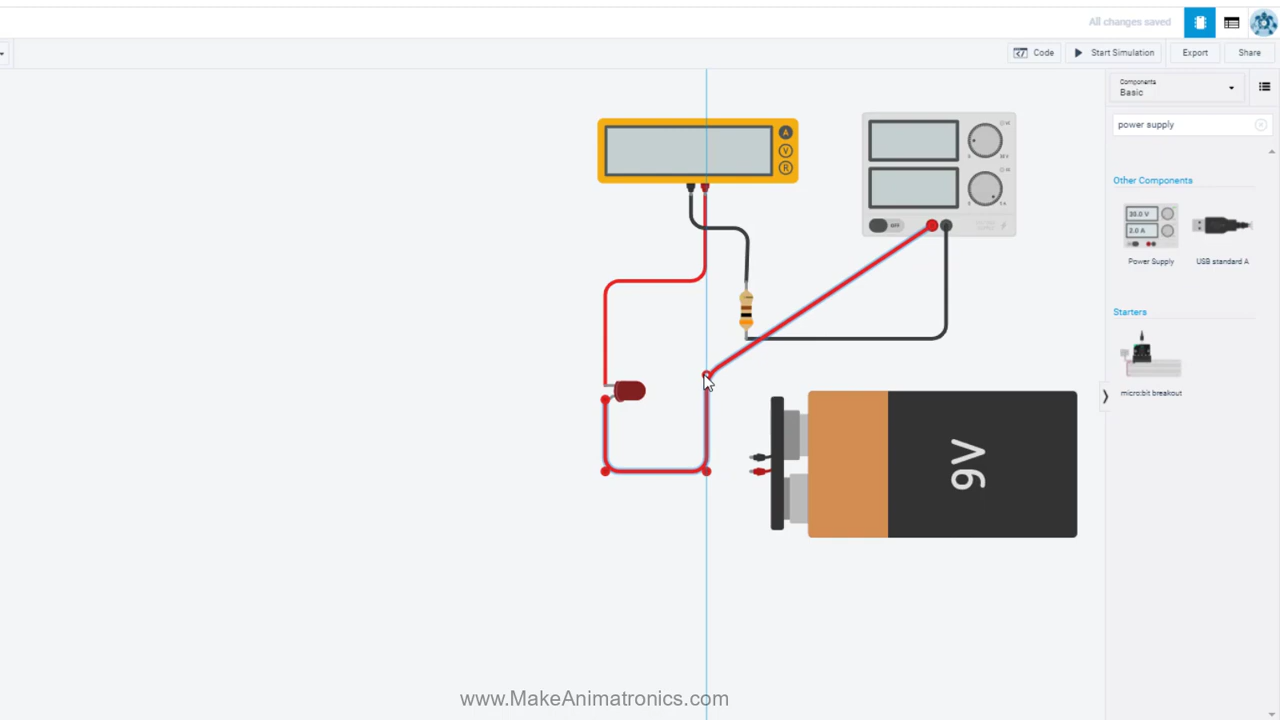 All changes saved
Code
Start Simulation
Export
Share
Components
Basic
power supply
A
V
R
OFF
Other Components
30.0 V
2.0 A
Power Supply
USB standard A
Starters
micro:bit breakout
9V
www.MakeAnimatronics.com